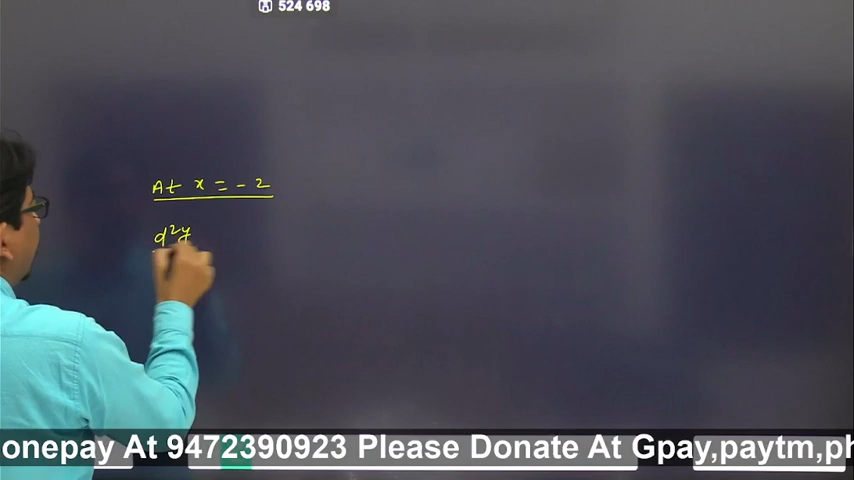 524 698
At x = - 2
d²y
onepay At 9472390923 Please Donate At Gpay,paytm,ph